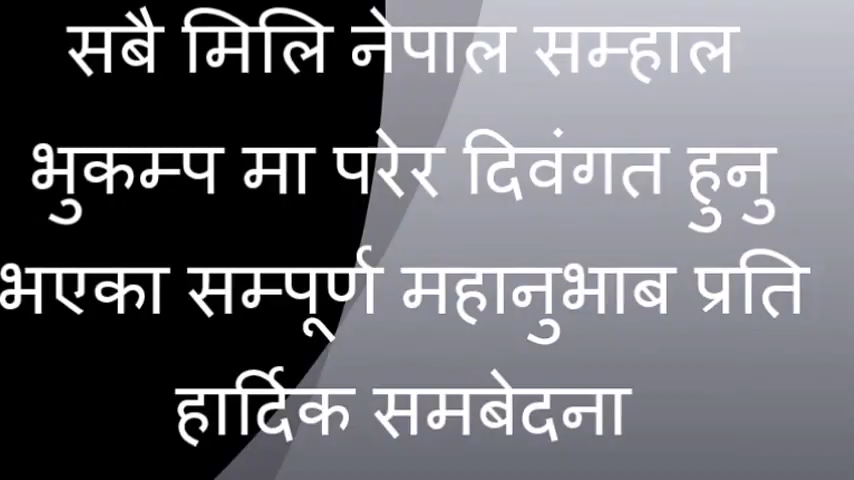 सबै मिलि नेपाल सम्हाल
भुकम्प मा परेर दिवंगत हुनु
भएका सम्पूर्ण महानुभाब प्रति
हार्दिक समबेदना